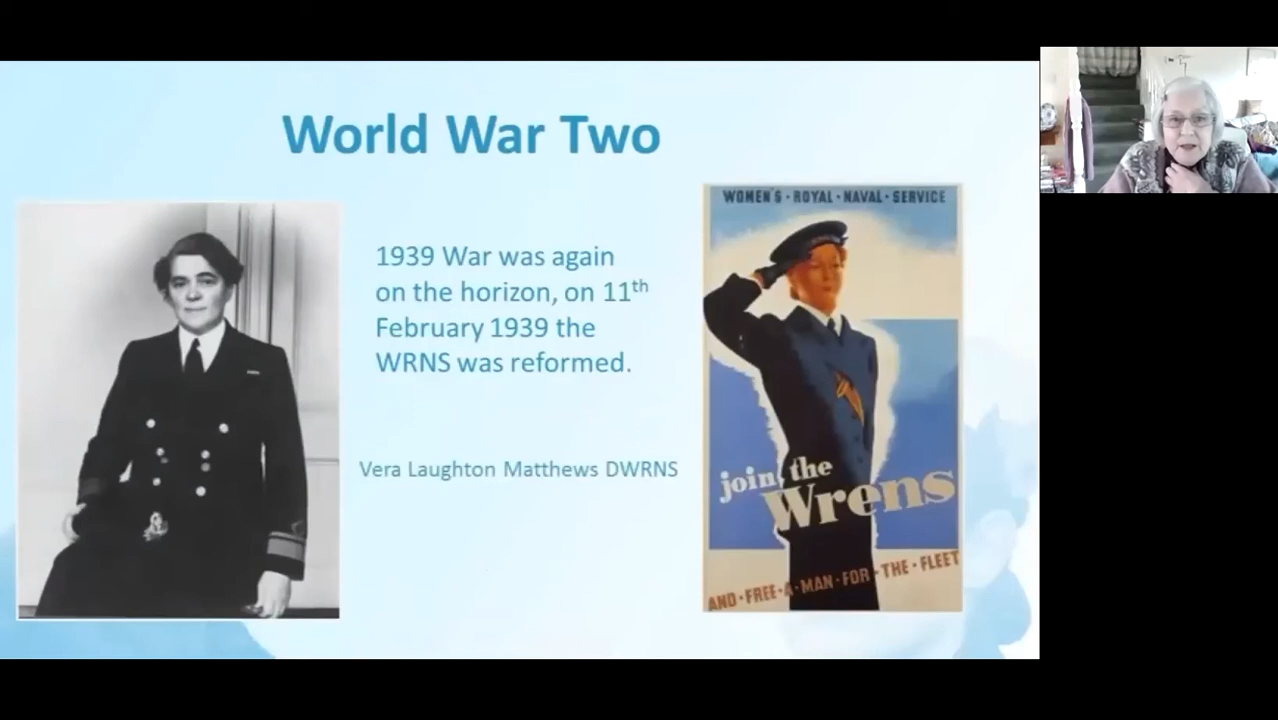 World War Two
1939 War was again
on the horizon, on 11th
February 1939 the
WRNS was reformed.
Vera Laughton Matthews DWRNS
WOMEN'S · ROYAL · NAVAL · SERVICE
join the
Wrens
AND · FREE · A · MAN · FOR · THE · FLEET